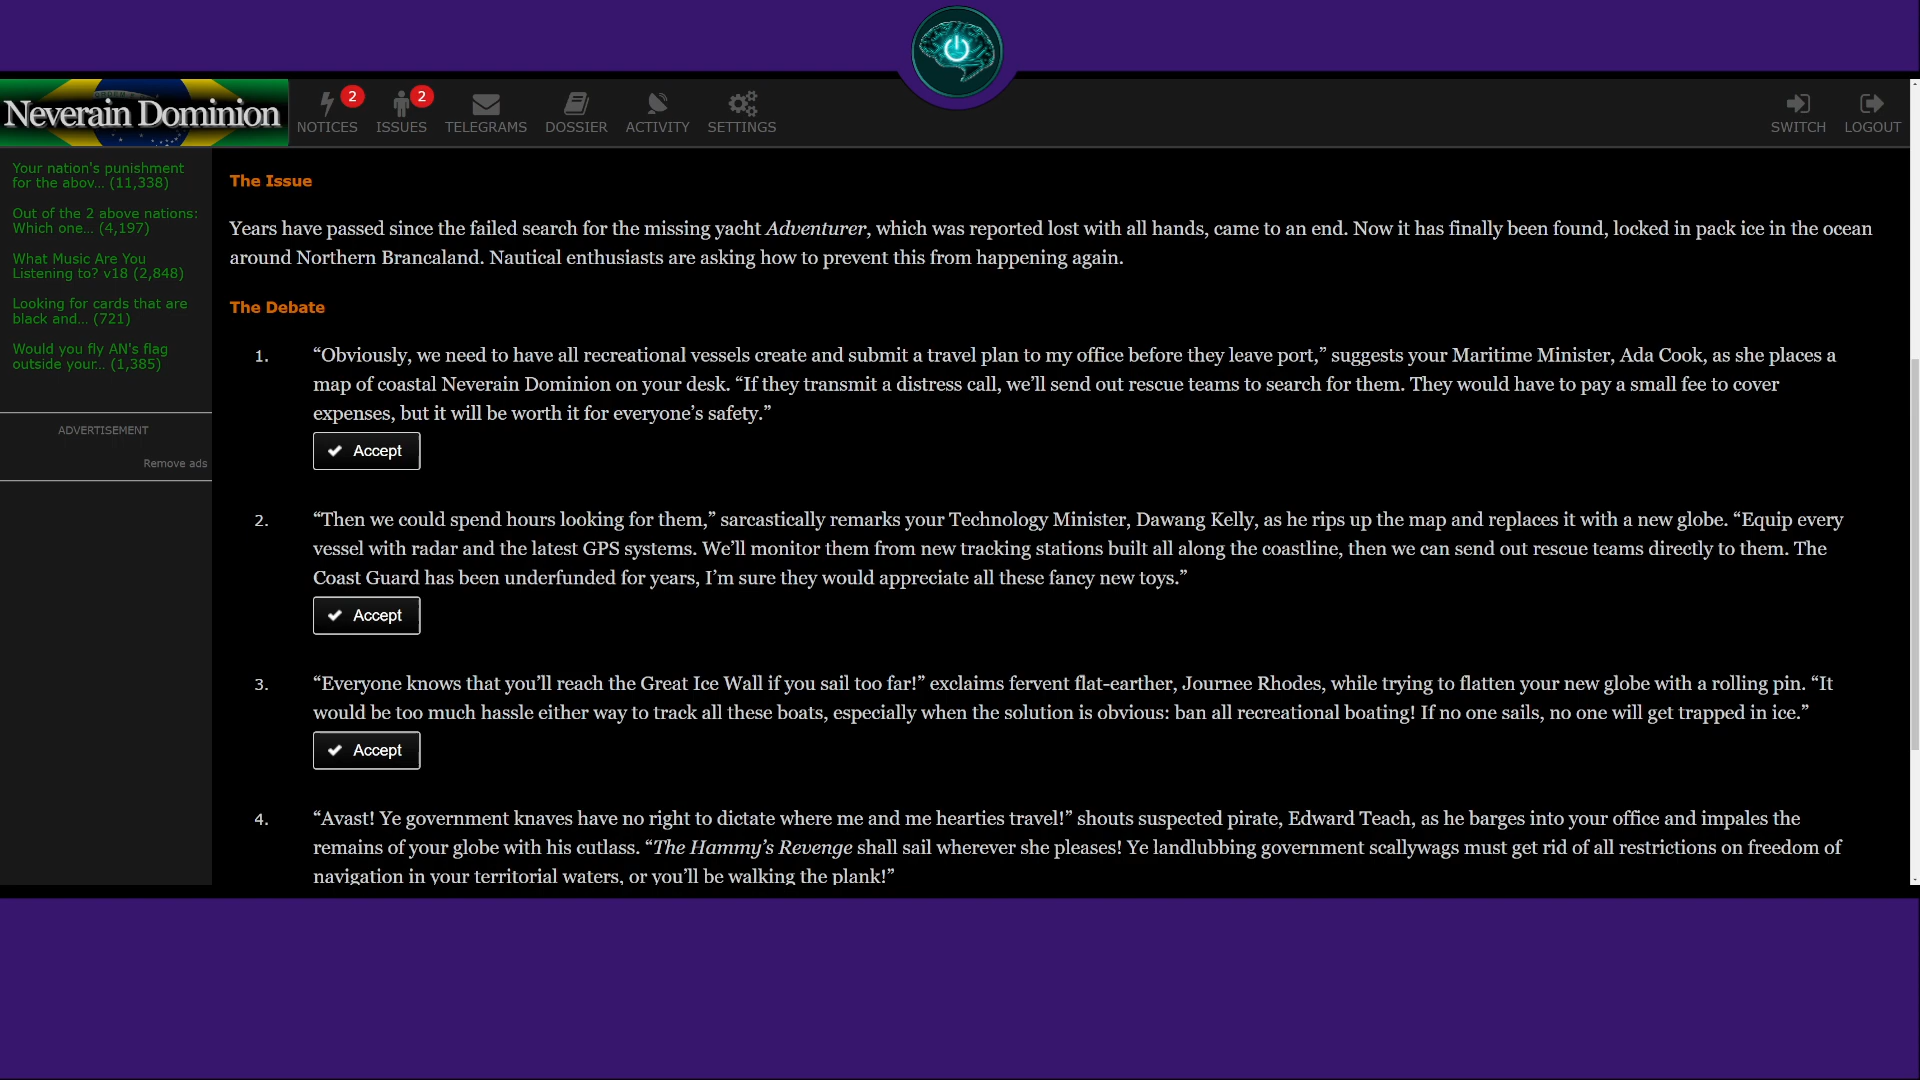 Neverain Dominion
2
NOTICES
2
ISSUES
TELEGRAMS
DOSSIER
ACTIVITY
SETTINGS
SWITCH
LOGOUT
Your nation's punishment
for the abov... (11,338)
Out of the 2 above nations:
Which one... (4,197)
What Music Are You
Listening to? v18 (2,848)
Looking for cards that are
black and... (721)
Would you fly AN's flag
outside your... (1,385)
ADVERTISEMENT
Remove ads
The Issue
Years have passed since the failed search for the missing yacht Adventurer, which was reported lost with all hands, came to an end. Now it has finally been found, locked in pack ice in the ocean
around Northern Brancaland. Nautical enthusiasts are asking how to prevent this from happening again.
The Debate
1. “Obviously, we need to have all recreational vessels create and submit a travel plan to my office before they leave port,” suggests your Maritime Minister, Ada Cook, as she places a
map of coastal Neverain Dominion on your desk. “If they transmit a distress call, we’ll send out rescue teams to search for them. They would have to pay a small fee to cover
expenses, but it will be worth it for everyone’s safety.”
Accept
2. “Then we could spend hours looking for them,” sarcastically remarks your Technology Minister, Dawang Kelly, as he rips up the map and replaces it with a new globe. “Equip every
vessel with radar and the latest GPS systems. We’ll monitor them from new tracking stations built all along the coastline, then we can send out rescue teams directly to them. The
Coast Guard has been underfunded for years, I’m sure they would appreciate all these fancy new toys.”
Accept
3. “Everyone knows that you’ll reach the Great Ice Wall if you sail too far!” exclaims fervent flat-earther, Journee Rhodes, while trying to flatten your new globe with a rolling pin. “It
would be too much hassle either way to track all these boats, especially when the solution is obvious: ban all recreational boating! If no one sails, no one will get trapped in ice.”
Accept
4. “Avast! Ye government knaves have no right to dictate where me and me hearties travel!” shouts suspected pirate, Edward Teach, as he barges into your office and impales the
remains of your globe with his cutlass. “The Hammy’s Revenge shall sail wherever she pleases! Ye landlubbing government scallywags must get rid of all restrictions on freedom of
navigation in your territorial waters, or you’ll be walking the plank!”